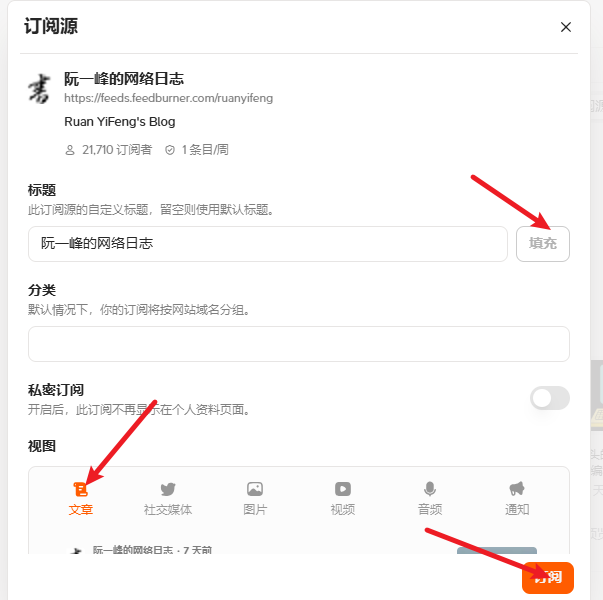 订阅源
阮一峰的网络日志
https://feeds.feedburner.com/ruanyifeng
Ruan YiFeng's Blog
21,710 订阅者 1 条目/周
标题
此订阅源的自定义标题，留空则使用默认标题。
阮一峰的网络日志 填充
分类
默认情况下，你的订阅将按网站域名分组。
私密订阅
开启后，此订阅不再显示在个人资料页面。
视图
文章 社交媒体 图片 视频 音频 通知
阮一峰的网络日志 · 7 天前
订阅